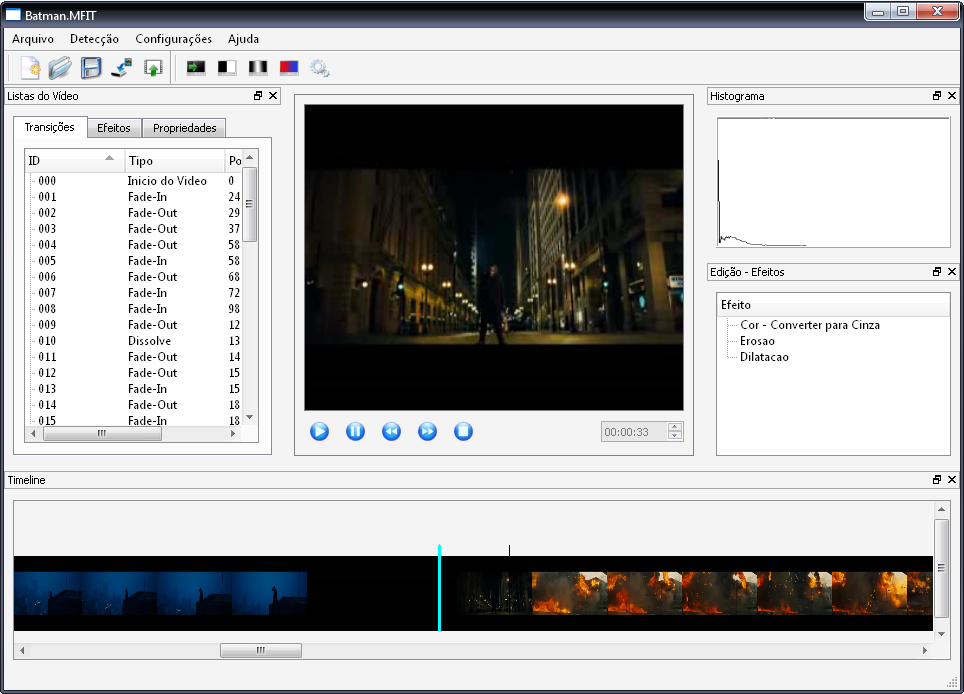 Batman.MFIT
Arquivo Detecção Configurações Ajuda
Listas do Vídeo
Transições Efeitos Propriedades
ID Tipo Po
000 Inicio do Video 0
001 Fade-In 24
002 Fade-Out 29
003 Fade-Out 37
004 Fade-Out 58
005 Fade-In 58
006 Fade-Out 68
007 Fade-In 72
008 Fade-In 98
009 Fade-Out 12
010 Dissolve 13
011 Fade-Out 14
012 Fade-Out 15
013 Fade-In 15
014 Fade-Out 18
015 Fade-In 18
00:00:33
Histograma
Edição - Efeitos
Efeito
Cor - Converter para Cinza
Erosao
Dilatacao
Timeline